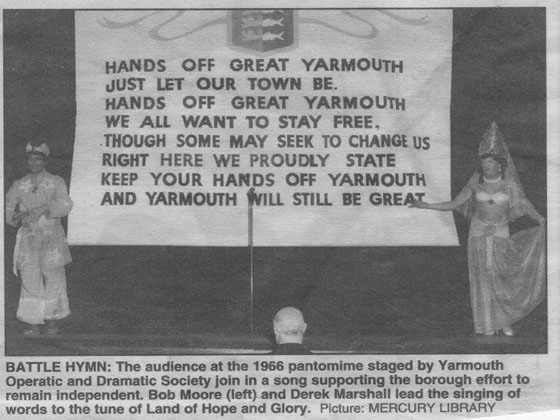 HANDS OFF GREAT YARMOUTH
JUST LET OUR TOWN BE.
HANDS OFF GREAT YARMOUTH
WE ALL WANT TO STAY FREE.
THOUGH SOME MAY SEEK TO CHANGE US
RIGHT HERE WE PROUDLY STATE
KEEP YOUR HANDS OFF YARMOUTH
AND YARMOUTH WILL STILL BE GREAT
BATTLE HYMN: The audience at the 1966 pantomime staged by Yarmouth
Operatic and Dramatic Society join in a song supporting the borough effort to
remain independent. Bob Moore (left) and Derek Marshall lead the singing of
words to the tune of Land of Hope and Glory. Picture: MERCURY LIBRARY